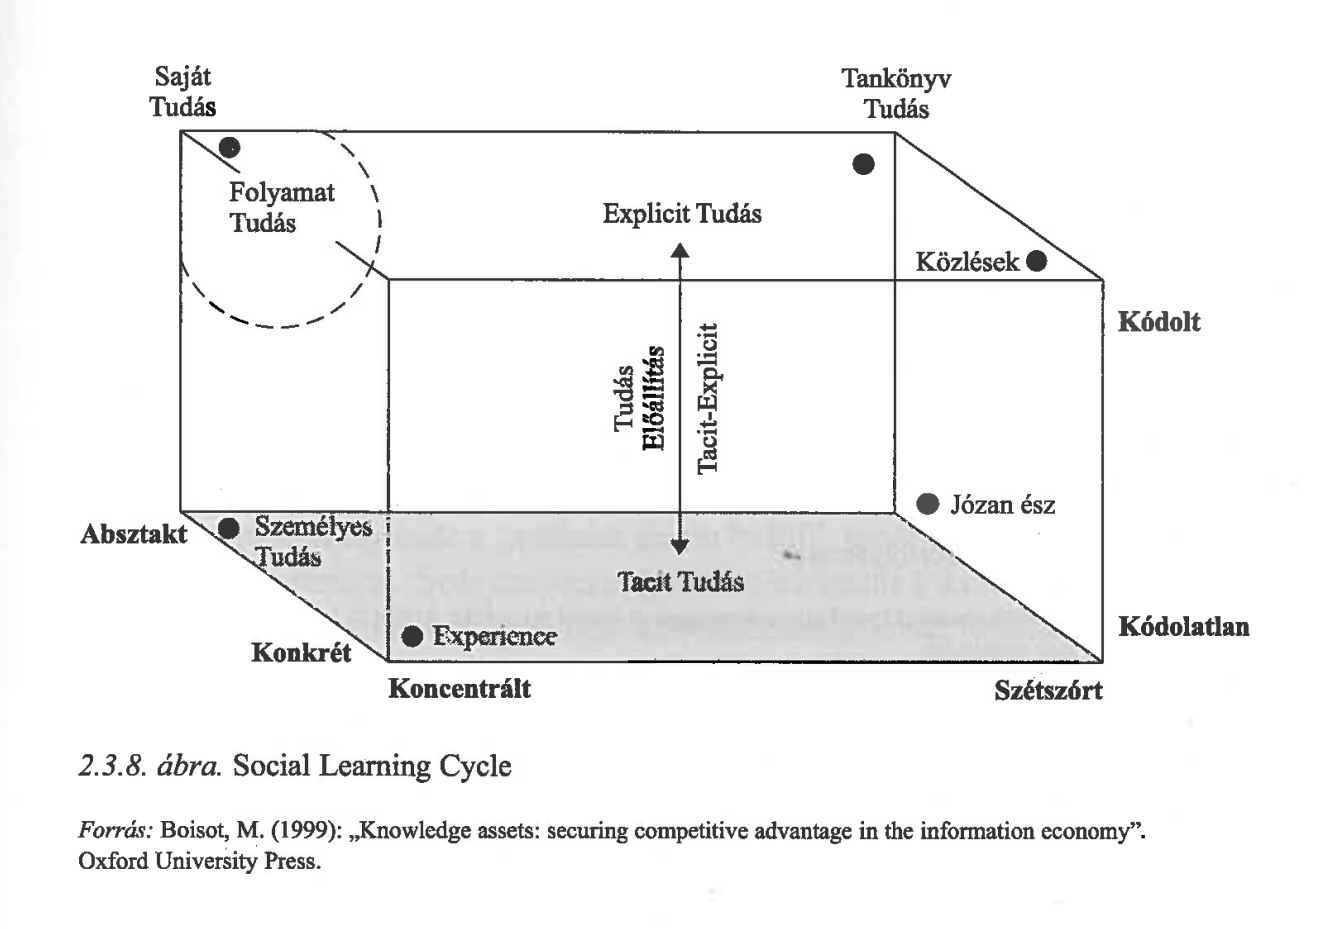 Saját
Tudás
Tankönyv
Tudás
Folyamat
Tudás
Explicit Tudás
Közlések
Kódolt
Tudás
Előállítás
Tacit-Explicit
Józan ész
Absztakt
Személyes
Tudás
Tacit Tudás
Kódolatlan
Experience
Konkrét
Koncentrált
Szétszórt
2.3.8. ábra. Social Learning Cycle
Forrás: Boisot, M. (1999): „Knowledge assets: securing competitive advantage in the information economy”.
Oxford University Press.